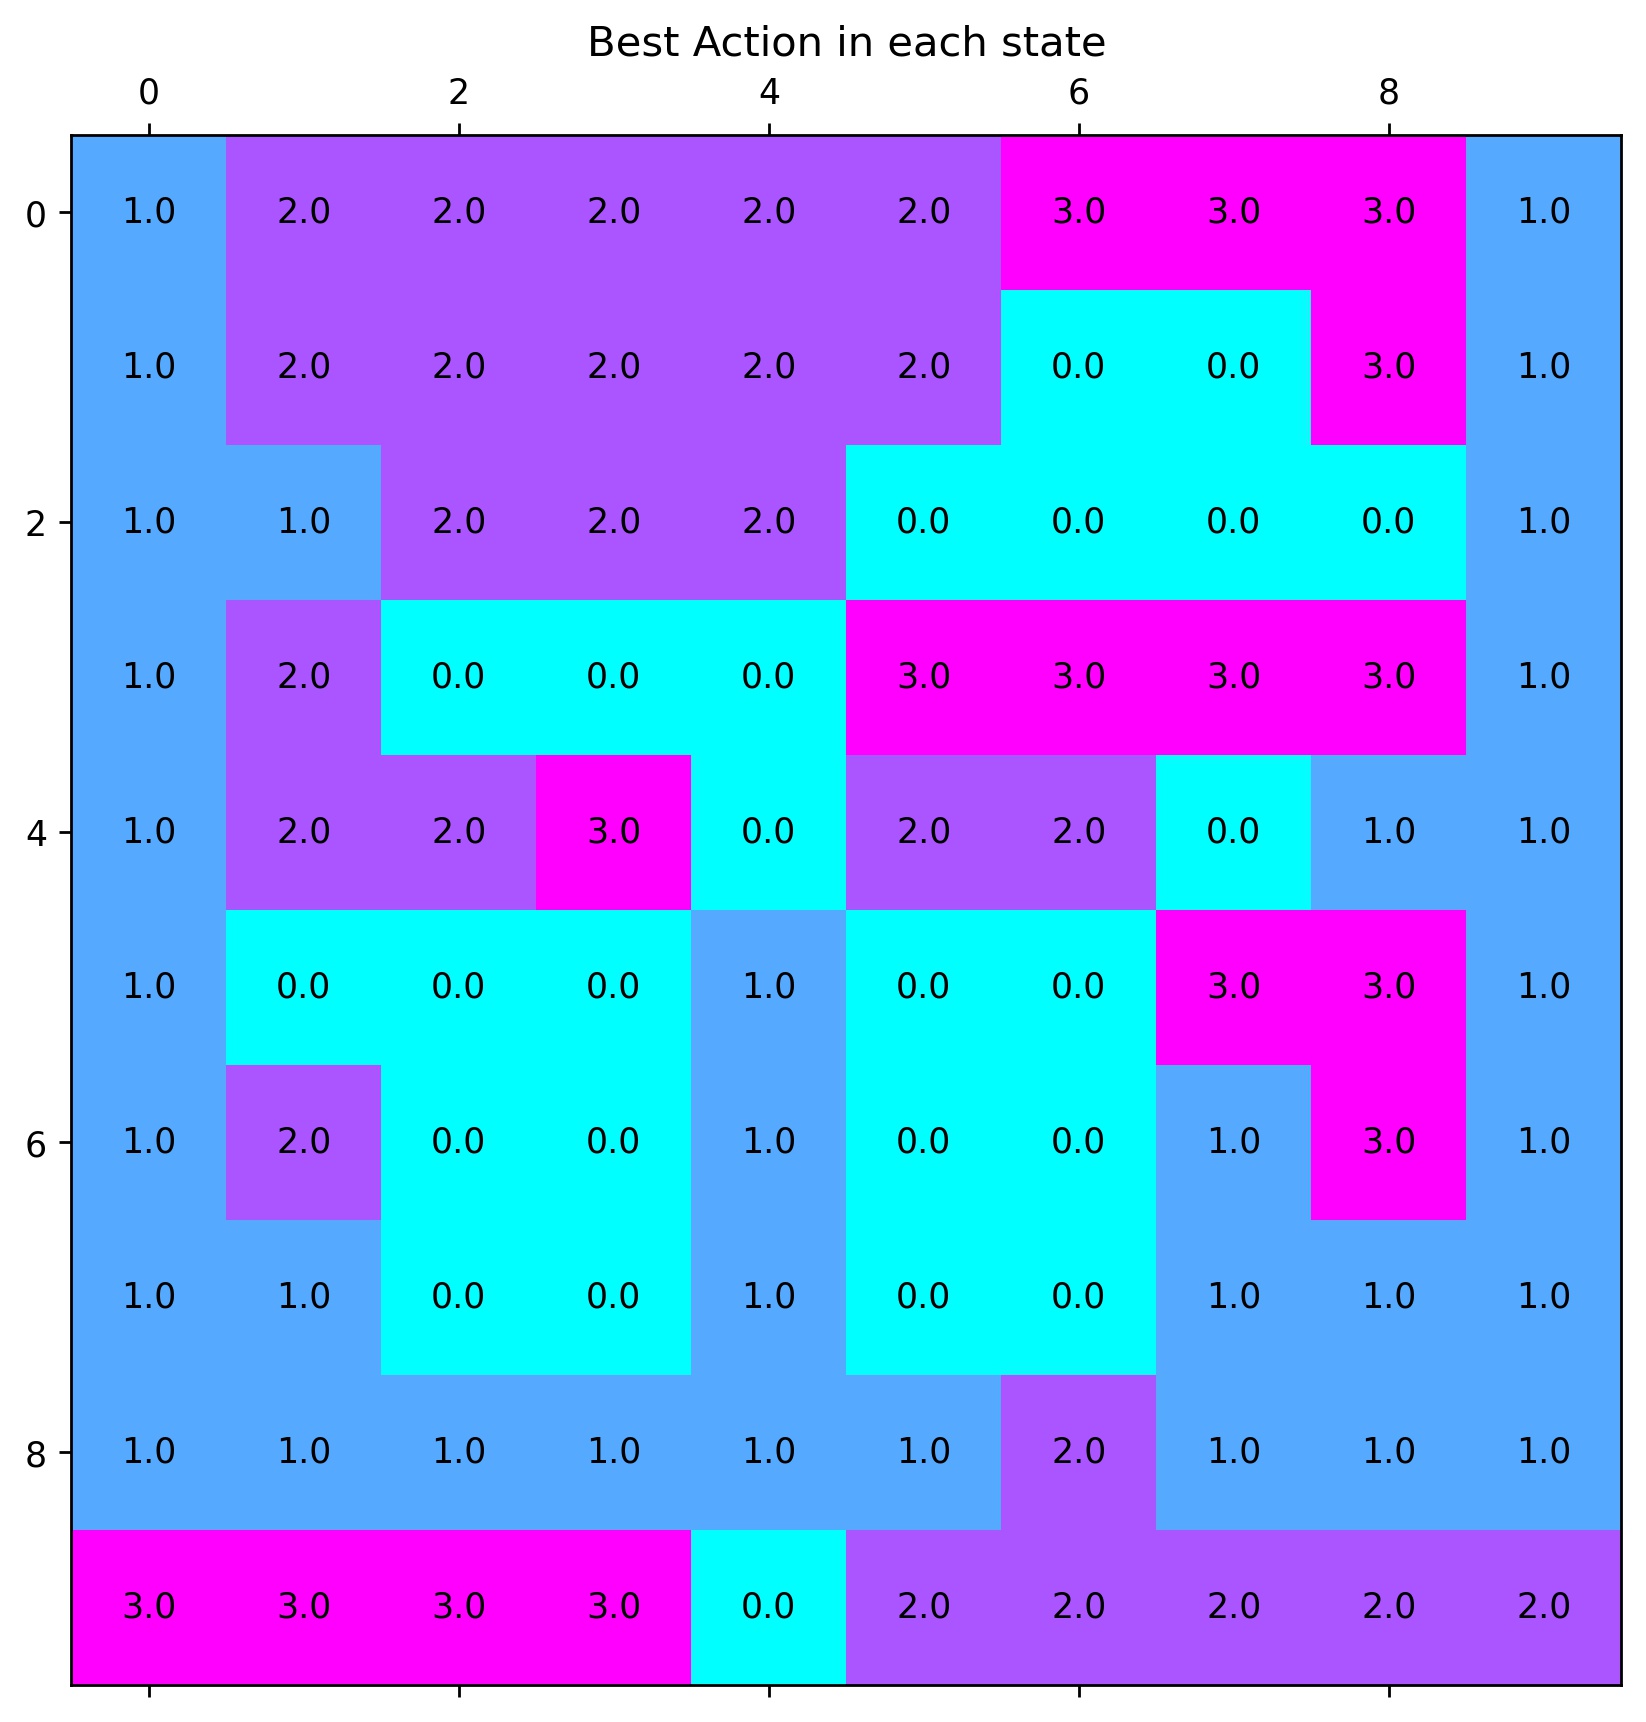 Best Action in each state
0 2 4 6 8
0 1.0 2.0 2.0 2.0 2.0 2.0 3.0 3.0 3.0 1.0
1.0 2.0 2.0 2.0 2.0 2.0 0.0 0.0 3.0 1.0
2 1.0 1.0 2.0 2.0 2.0 0.0 0.0 0.0 0.0 1.0
1.0 2.0 0.0 0.0 0.0 3.0 3.0 3.0 3.0 1.0
4 1.0 2.0 2.0 3.0 0.0 2.0 2.0 0.0 1.0 1.0
1.0 0.0 0.0 0.0 1.0 0.0 0.0 3.0 3.0 1.0
6 1.0 2.0 0.0 0.0 1.0 0.0 0.0 1.0 3.0 1.0
1.0 1.0 0.0 0.0 1.0 0.0 0.0 1.0 1.0 1.0
8 1.0 1.0 1.0 1.0 1.0 1.0 2.0 1.0 1.0 1.0
3.0 3.0 3.0 3.0 0.0 2.0 2.0 2.0 2.0 2.0